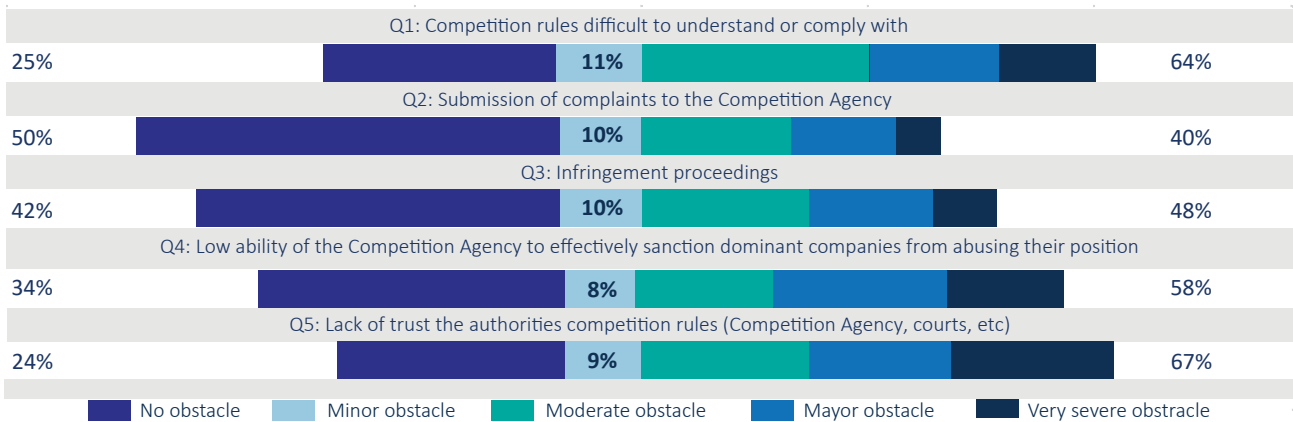 Q1: Competition rules difficult to understand or comply with
25% 11% 64%
Q2: Submission of complaints to the Competition Agency
50% 10% 40%
Q3: Infringement proceedings
42% 10% 48%
Q4: Low ability of the Competition Agency to effectively sanction dominant companies from abusing their position
34% 8% 58%
Q5: Lack of trust the authorities competition rules (Competition Agency, courts, etc)
24% 9% 67%
No obstacle Minor obstacle Moderate obstacle Mayor obstacle Very severe obstracle